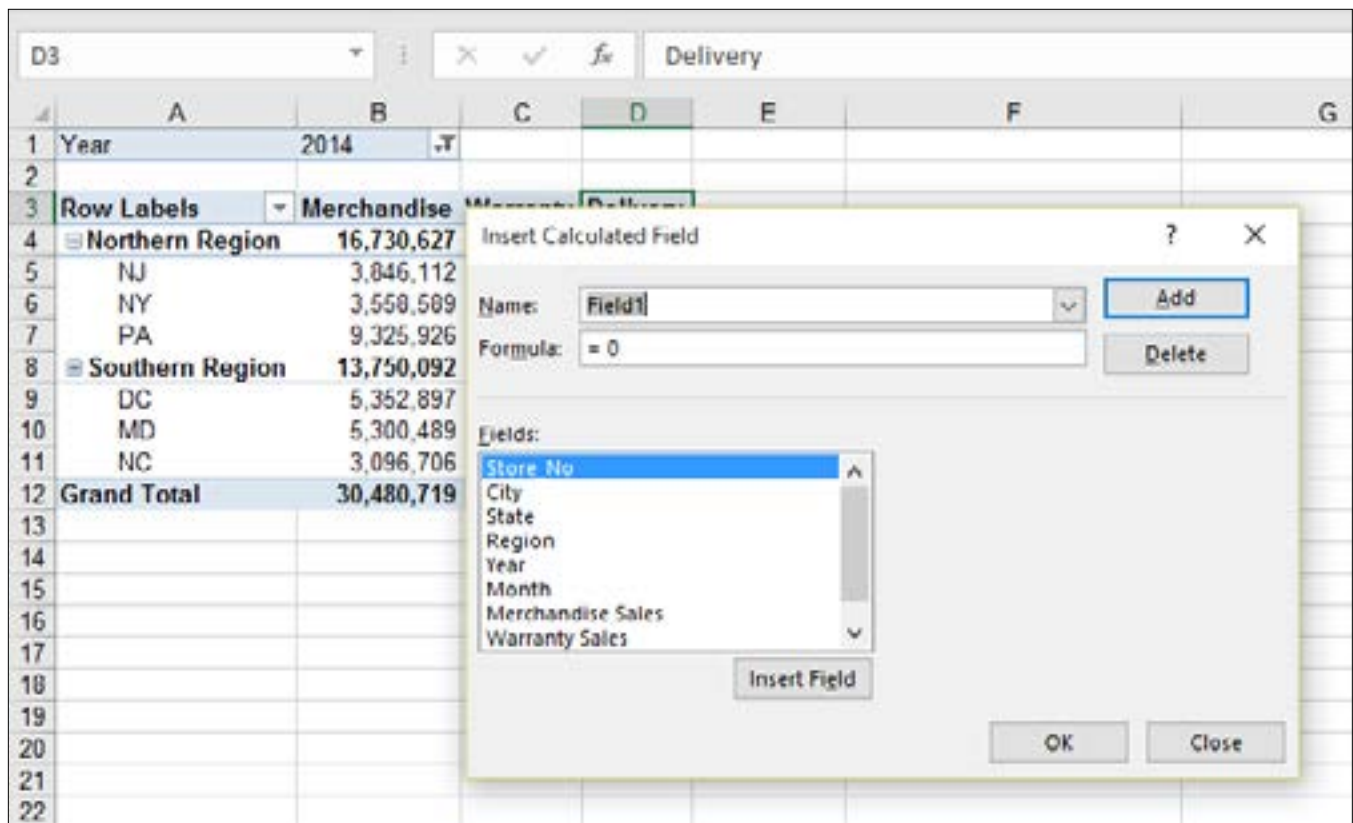 D3 fx Delivery
A B C D E F G
1 Year 2014
2
3 Row Labels Merchandise Warranty Delivery
4 Northern Region 16,730,627
5 NJ 3,846,112
6 NY 3,558,589
7 PA 9,325,926
8 Southern Region 13,750,092
9 DC 5,352,897
10 MD 5,300,489
11 NC 3,096,706
12 Grand Total 30,480,719
13
14
15
16
17
18
19
20
21
22
Insert Calculated Field ? X
Name: Field1 Add
Formula: = 0 Delete
Fields:
Store No
City
State
Region
Year
Month
Merchandise Sales
Warranty Sales
Insert Field
OK Close